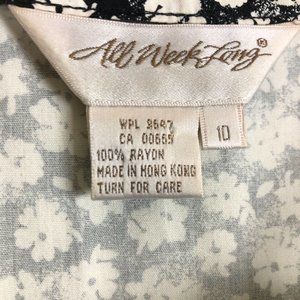 All Week Long®
WPL 8647
CA 00665
100% RAYON
MADE IN HONG KONG
TURN FOR CARE
10